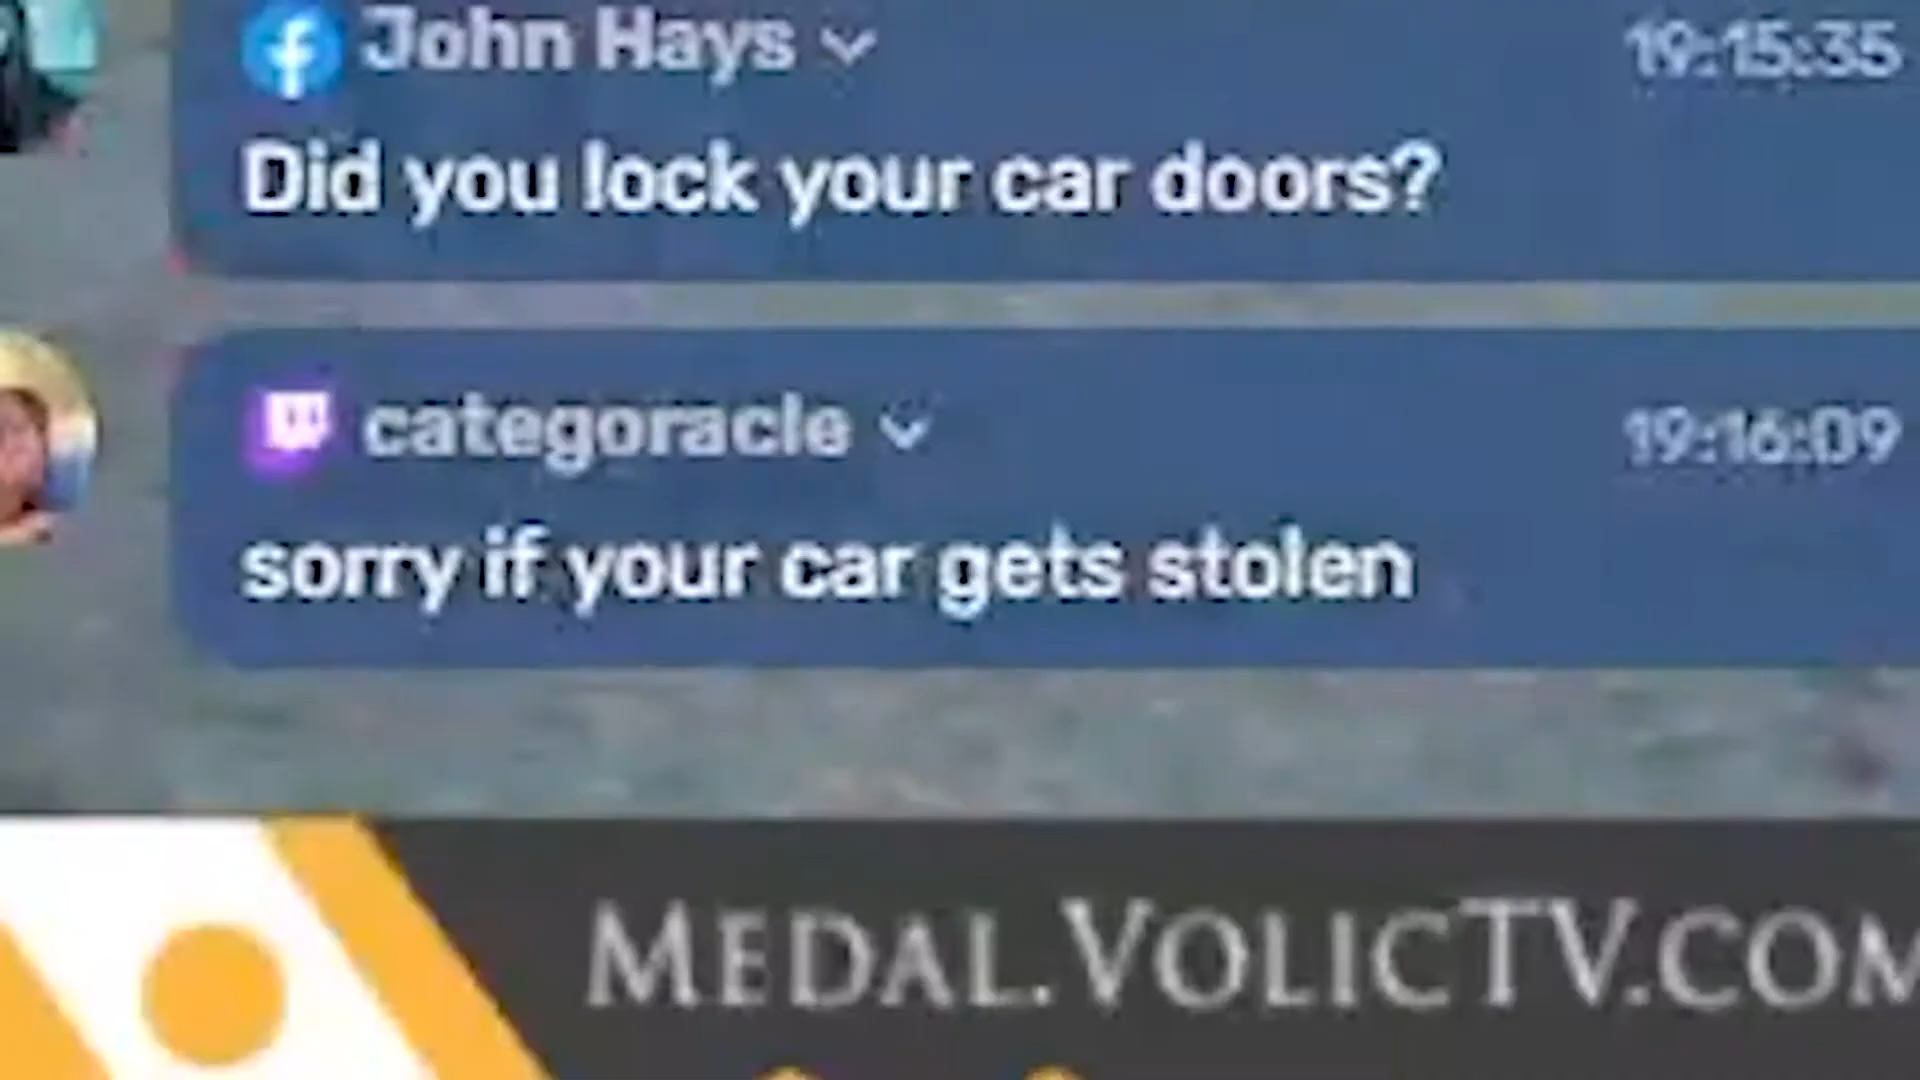 John Hays
19:15:35
Did you lock your car doors?
categoracle
19:16:09
sorry if your car gets stolen
MEDAL.VOLICTV.COM